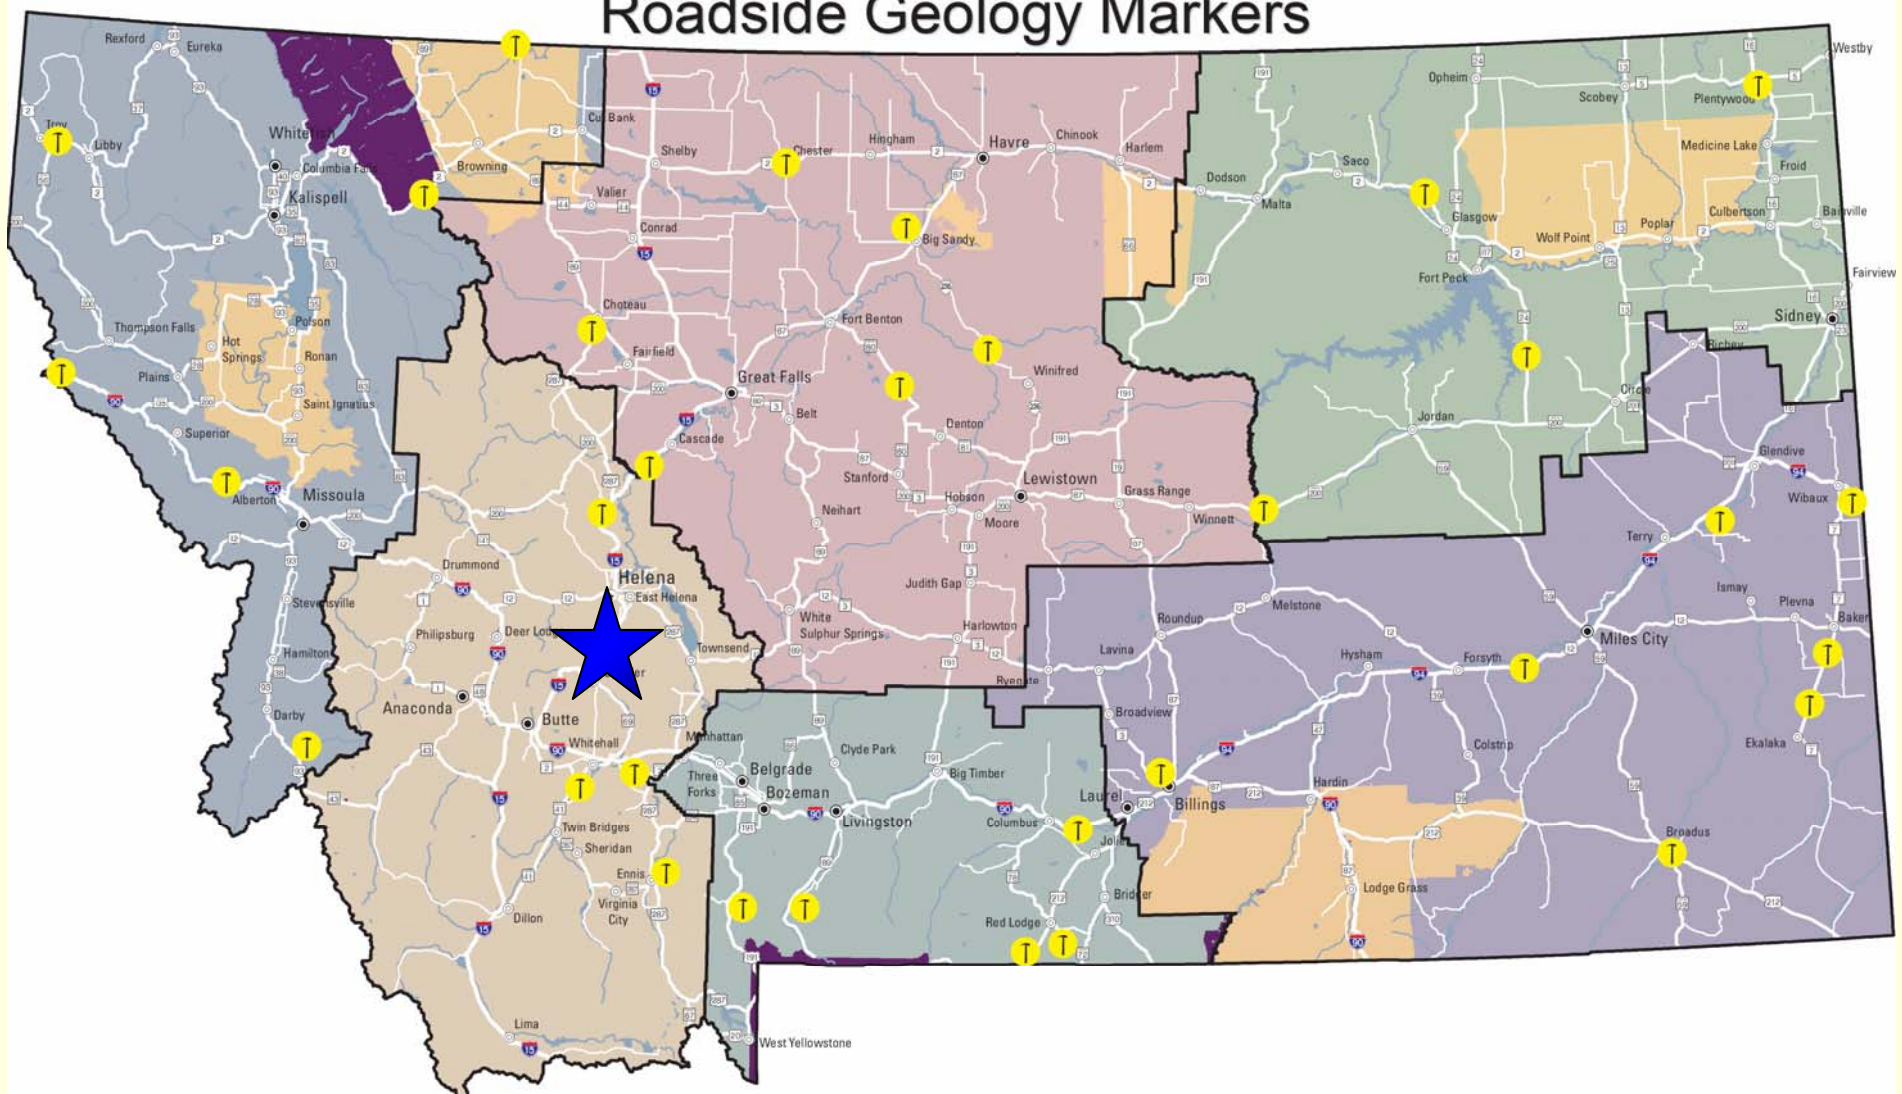 Roadside Geology Markers
Rexford
Eureka
Westby
Opheim
Scobey
Plentywood
Cut Bank
Troy
Libby
Whitefish
Columbia Falls
Kalispell
Browning
Shelby
Chester
Hingham
Havre
Chinook
Harlem
Saco
Dodson
Malta
Medicine Lake
Froid
Valier
Conrad
Big Sandy
Glasgow
Wolf Point
Poplar
Culbertson
Bainville
Fort Peck
Fairview
Choteau
Fort Benton
Sidney
Thompson Falls
Polson
Hot
Springs
Ronan
Plains
Saint Ignatius
Fairfield
Great Falls
Winifred
Richey
Circle
Superior
Belt
Cascade
Denton
Jordan
Glendive
Stanford
Lewistown
Alberton
Missoula
Hobson
Moore
Grass Range
Winnett
Wibaux
Neihart
Terry
Drummond
Helena
East Helena
Judith Gap
Ismay
Plevna
Baker
Stevensville
Philipsburg
Deer Lodge
White
Sulphur Springs
Harlowton
Roundup
Melstone
Miles City
Hamilton
Townsend
Lavina
Hysham
Forsyth
Ryegate
Anaconda
Darby
Butte
Whitehall
Manhattan
Clyde Park
Broadview
Colstrip
Ekalaka
Three
Forks
Belgrade
Bozeman
Livingston
Big Timber
Columbus
Laurel
Billings
Hardin
Twin Bridges
Sheridan
Joliet
Broadus
Ennis
Virginia
City
Dillon
Bridger
Red Lodge
Lodge Grass
Lima
West Yellowstone